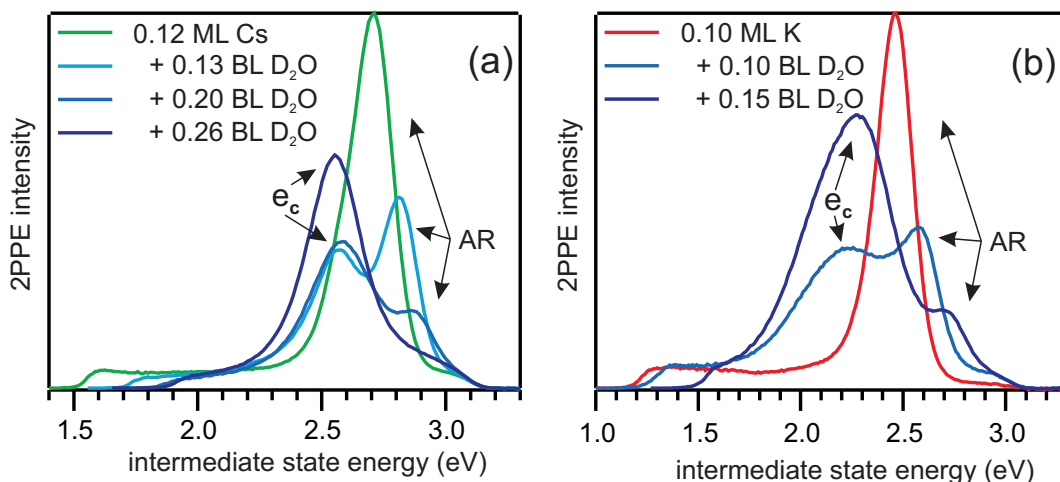 0.12 ML Cs
+ 0.13 BL D₂O
+ 0.20 BL D₂O
+ 0.26 BL D₂O
(a)
e_c
AR
2PPE intensity
1.5 2.0 2.5 3.0
intermediate state energy (eV)
0.10 ML K
+ 0.10 BL D₂O
+ 0.15 BL D₂O
(b)
e_c
AR
2PPE intensity
1.0 1.5 2.0 2.5 3.0
intermediate state energy (eV)